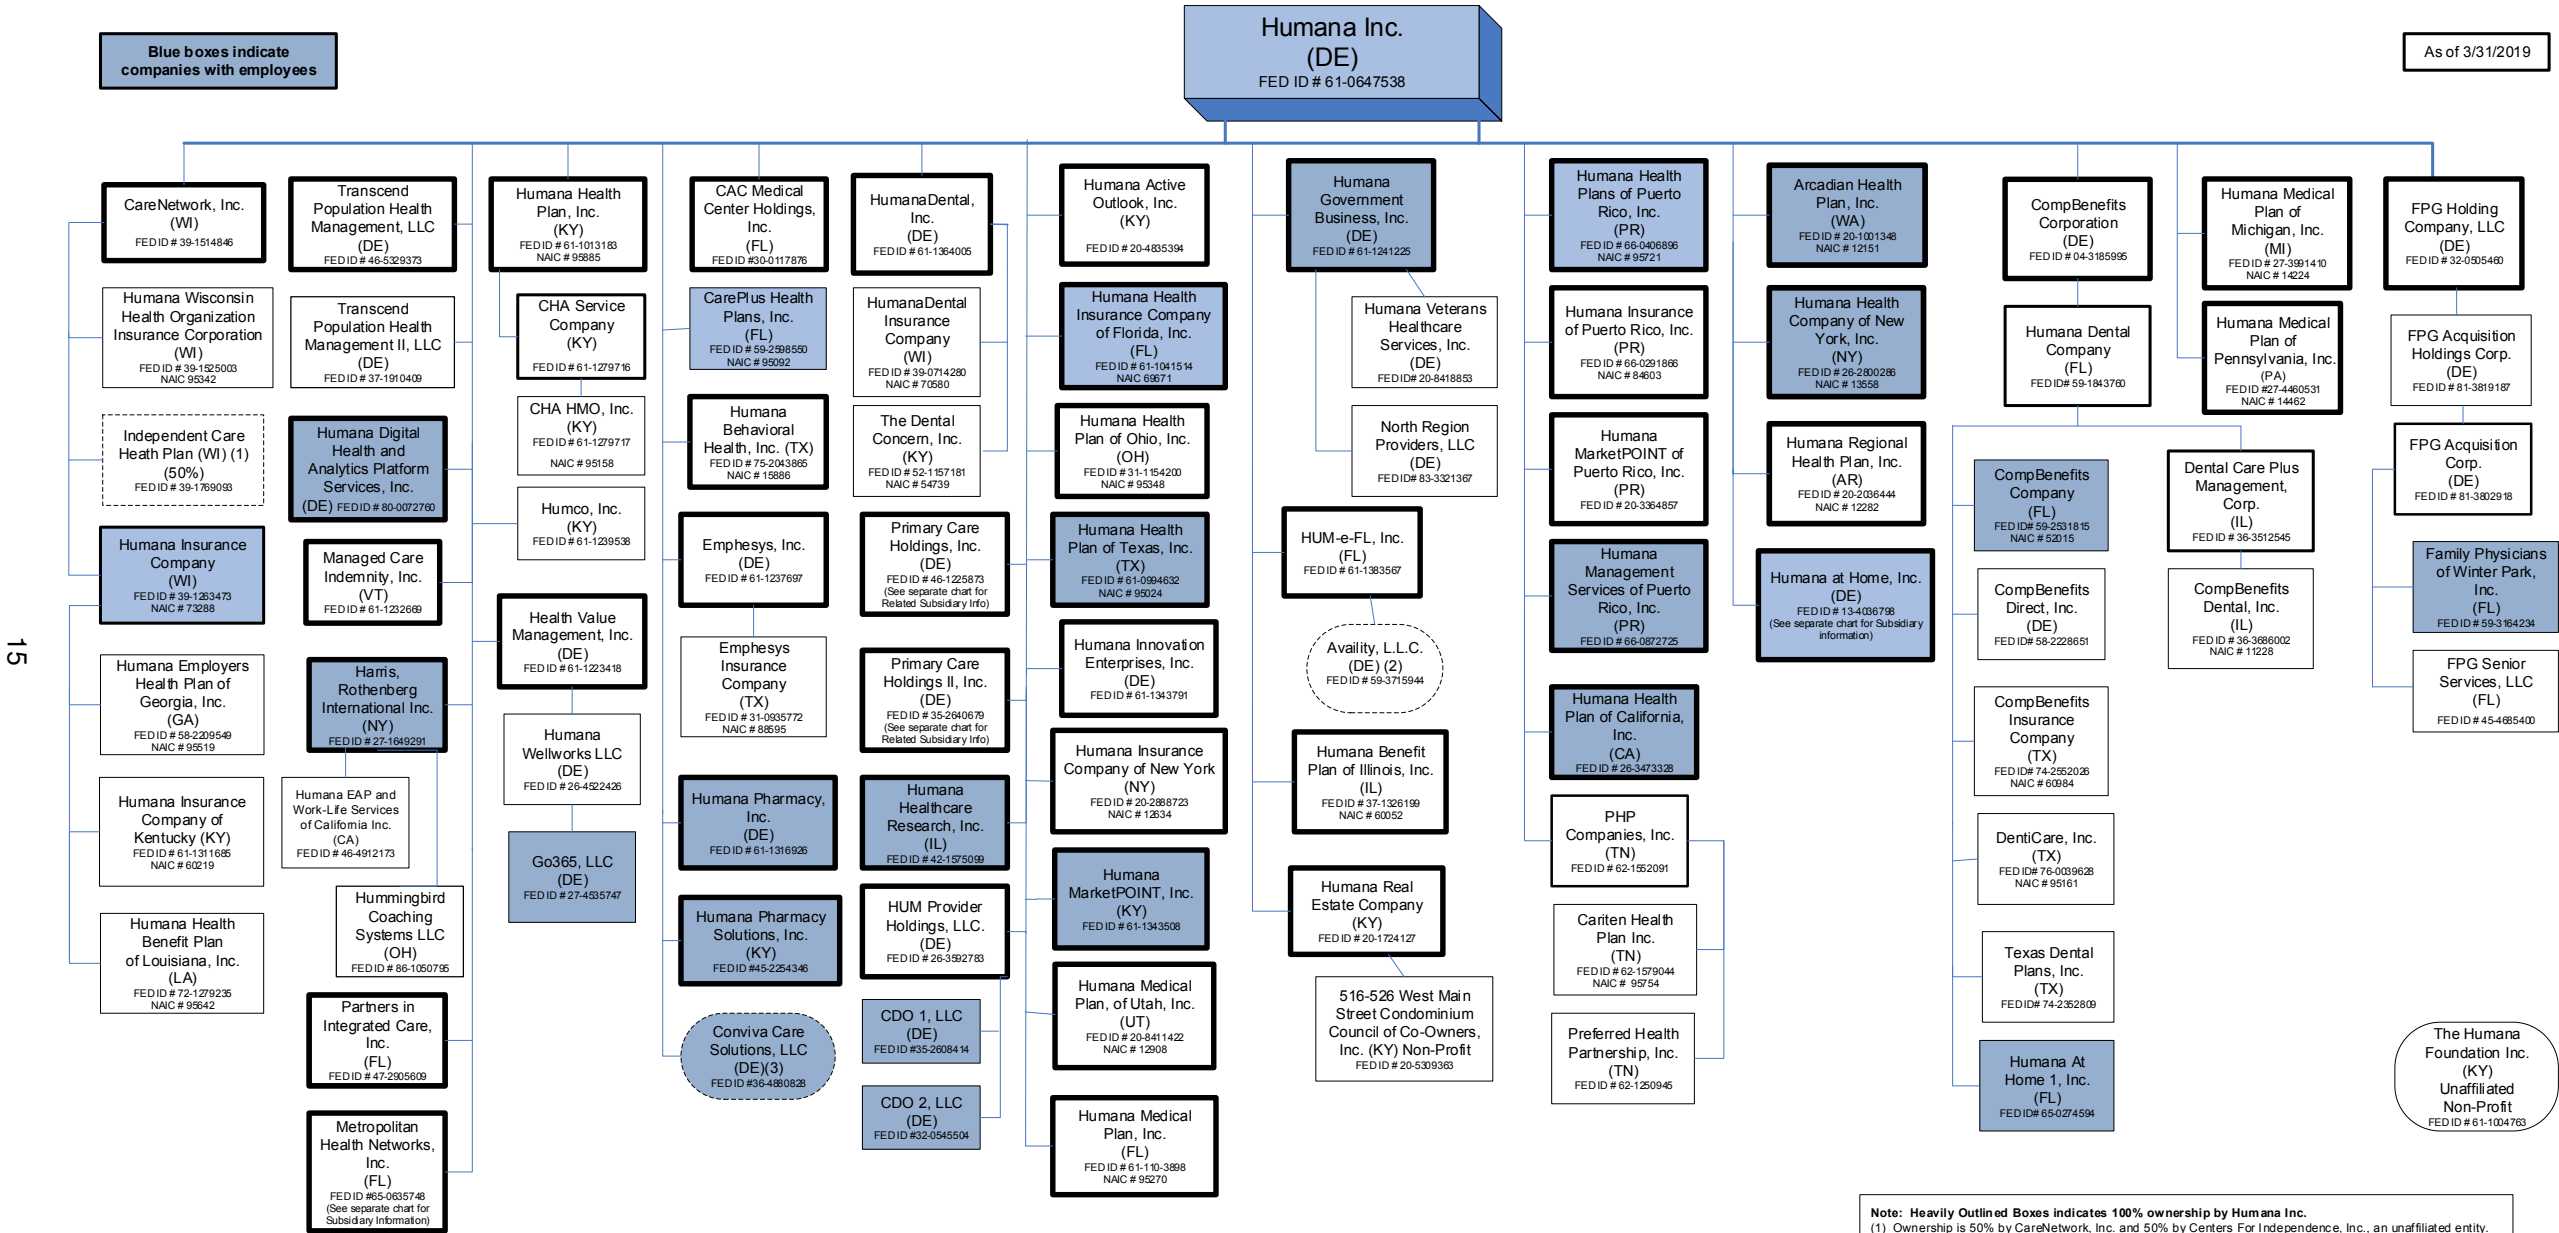 Humana Inc.
(DE)
FED ID # 61-0647538
Blue boxes indicate
companies with employees
As of 3/31/2019
CareNetwork, Inc.
(WI)
FED ID # 39-1514846
Humana Wisconsin
Health Organization
Insurance Corporation
(WI)
FED ID # 39-1525003
NAIC 95342
Independent Care
Heath Plan (WI) (1)
(50%)
FED ID # 39-1769093
Humana Insurance
Company
(WI)
FED ID # 39-1263473
NAIC # 73288
Humana Employers
Health Plan of
Georgia, Inc.
(GA)
FED ID # 58-2209549
NAIC # 95519
Humana Insurance
Company of
Kentucky (KY)
FED ID # 61-1311685
NAIC # 60219
Humana Health
Benefit Plan
of Louisiana, Inc.
(LA)
FED ID # 72-1279235
NAIC # 95642
Transcend
Population Health
Management, LLC
(DE)
FED ID # 46-5329373
Transcend
Population Health
Management II, LLC
(DE)
FED ID # 37-1910409
Humana Digital
Health and
Analytics Platform
Services, Inc.
(DE) FED ID # 80-0072760
Managed Care
Indemnity, Inc.
(VT)
FED ID # 61-1232669
Harris,
Rothenberg
International Inc.
(NY)
FED ID # 27-1649291
Humana EAP and
Work-Life Services
of California Inc.
(CA)
FED ID # 46-4912173
Hummingbird
Coaching
Systems LLC
(OH)
FED ID # 86-1050795
Partners in
Integrated Care,
Inc.
(FL)
FED ID # 47-2905609
Metropolitan
Health Networks,
Inc.
(FL)
FED ID #65-0635748
(See separate chart for
Subsidiary Information)
Humana Health
Plan, Inc.
(KY)
FED ID # 61-1013183
NAIC # 95885
CHA Service
Company
(KY)
FED ID # 61-1279716
CHA HMO, Inc.
(KY)
FED ID # 61-1279717
NAIC # 95158
Humco, Inc.
(KY)
FED ID # 61-1239538
Health Value
Management, Inc.
(DE)
FED ID # 61-1223418
Humana
Wellworks LLC
(DE)
FED ID # 26-4522426
Go365, LLC
(DE)
FED ID # 27-4535747
CAC Medical
Center Holdings,
Inc.
(FL)
FED ID #30-0117876
CarePlus Health
Plans, Inc.
(FL)
FED ID # 59-2598550
NAIC # 95092
Humana
Behavioral
Health, Inc. (TX)
FED ID # 75-2043865
NAIC # 15886
Emphesys, Inc.
(DE)
FED ID # 61-1237697
Emphesys
Insurance
Company
(TX)
FED ID # 31-0935772
NAIC # 88595
Humana Pharmacy,
Inc.
(DE)
FED ID # 61-1316926
Humana Pharmacy
Solutions, Inc.
(KY)
FED ID #45-2254346
Conviva Care
Solutions, LLC
(DE)(3)
FED ID #36-4880828
HumanaDental,
Inc.
(DE)
FED ID # 61-1364005
HumanaDental
Insurance
Company
(WI)
FED ID # 39-0714280
NAIC # 70580
The Dental
Concern, Inc.
(KY)
FED ID # 52-1157181
NAIC # 54739
Primary Care
Holdings, Inc.
(DE)
FED ID # 46-1225873
(See separate chart for
Related Subsidiary Info)
Primary Care
Holdings II, Inc.
(DE)
FED ID # 35-2640679
(See separate chart for
Related Subsidiary Info)
Humana
Healthcare
Research, Inc.
(IL)
FED ID # 42-1575099
HUM Provider
Holdings, LLC.
(DE)
FED ID # 26-3592783
CDO 1, LLC
(DE)
FED ID #35-2608414
CDO 2, LLC
(DE)
FED ID #32-0545504
Humana Active
Outlook, Inc.
(KY)
FED ID # 20-4835394
Humana Health
Insurance Company
of Florida, Inc.
(FL)
FED ID # 61-1041514
NAIC 69671
Humana Health
Plan of Ohio, Inc.
(OH)
FED ID # 31-1154200
NAIC # 95348
Humana Health
Plan of Texas, Inc.
(TX)
FED ID # 61-0994632
NAIC # 95024
Humana Innovation
Enterprises, Inc.
(DE)
FED ID # 61-1343791
Humana Insurance
Company of New York
(NY)
FED ID # 20-2888723
NAIC # 12634
Humana
MarketPOINT, Inc.
(KY)
FED ID # 61-1343508
Humana Medical
Plan, of Utah, Inc.
(UT)
FED ID # 20-8411422
NAIC # 12908
Humana Medical
Plan, Inc.
(FL)
FED ID # 61-110-3898
NAIC # 95270
Humana
Government
Business, Inc.
(DE)
FED ID # 61-1241225
Humana Veterans
Healthcare
Services, Inc.
(DE)
FED ID# 20-8418853
North Region
Providers, LLC
(DE)
FED ID# 83-3321367
HUM-e-FL, Inc.
(FL)
FED ID # 61-1383567
Availity, L.L.C.
(DE) (2)
FED ID # 59-3715944
Humana Benefit
Plan of Illinois, Inc.
(IL)
FED ID # 37-1326199
NAIC # 60052
Humana Real
Estate Company
(KY)
FED ID # 20-1724127
516-526 West Main
Street Condominium
Council of Co-Owners,
Inc. (KY) Non-Profit
FED ID # 20-5309363
Humana Health
Plans of Puerto
Rico, Inc.
(PR)
FED ID # 66-0406896
NAIC # 95721
Humana Insurance
of Puerto Rico, Inc.
(PR)
FED ID # 66-0291866
NAIC # 84603
Humana
MarketPOINT of
Puerto Rico, Inc.
(PR)
FED ID # 20-3364857
Humana
Management
Services of Puerto
Rico, Inc.
(PR)
FED ID # 66-0872725
Humana Health
Plan of California,
Inc.
(CA)
FED ID # 26-3473328
PHP
Companies, Inc.
(TN)
FED ID # 62-1552091
Cariten Health
Plan Inc.
(TN)
FED ID # 62-1579044
NAIC # 95754
Preferred Health
Partnership, Inc.
(TN)
FED ID # 62-1250945
Arcadian Health
Plan, Inc.
(WA)
FED ID # 20-1001348
NAIC # 12151
Humana Health
Company of New
York, Inc.
(NY)
FED ID # 26-2800286
NAIC # 13558
Humana Regional
Health Plan, Inc.
(AR)
FED ID # 20-2036444
NAIC # 12282
Humana at Home, Inc.
(DE)
FED ID # 13-4036798
(See separate chart for Subsidiary
information)
CompBenefits
Corporation
(DE)
FED ID # 04-3185995
Humana Dental
Company
(FL)
FED ID# 59-1843760
CompBenefits
Company
(FL)
FED ID# 59-2531815
NAIC # 52015
CompBenefits
Direct, Inc.
(DE)
FED ID# 58-2228651
CompBenefits
Insurance
Company
(TX)
FED ID# 74-2552026
NAIC # 60984
DentiCare, Inc.
(TX)
FED ID# 76-0039628
NAIC # 95161
Texas Dental
Plans, Inc.
(TX)
FED ID# 74-2352809
Humana At
Home 1, Inc.
(FL)
FED ID# 65-0274594
Humana Medical
Plan of
Michigan, Inc.
(MI)
FED ID # 27-3991410
NAIC # 14224
Humana Medical
Plan of
Pennsylvania, Inc.
(PA)
FED ID #27-4460531
NAIC # 14462
Dental Care Plus
Management,
Corp.
(IL)
FED ID # 36-3512545
CompBenefits
Dental, Inc.
(IL)
FED ID # 36-3686002
NAIC # 11228
FPG Holding
Company, LLC
(DE)
FED ID # 32-0505460
FPG Acquisition
Holdings Corp.
(DE)
FED ID # 81-3819187
FPG Acquisition
Corp.
(DE)
FED ID # 81-3802918
Family Physicians
of Winter Park,
Inc.
(FL)
FED ID # 59-3164234
FPG Senior
Services, LLC
(FL)
FED ID # 45-4685400
The Humana
Foundation Inc.
(KY)
Unaffiliated
Non-Profit
FED ID # 61-1004763
15
Note: Heavily Outlined Boxes indicates 100% ownership by Humana Inc.
(1) Ownership is 50% by CareNetwork, Inc. and 50% by Centers For Independence, Inc., an unaffiliated entity.